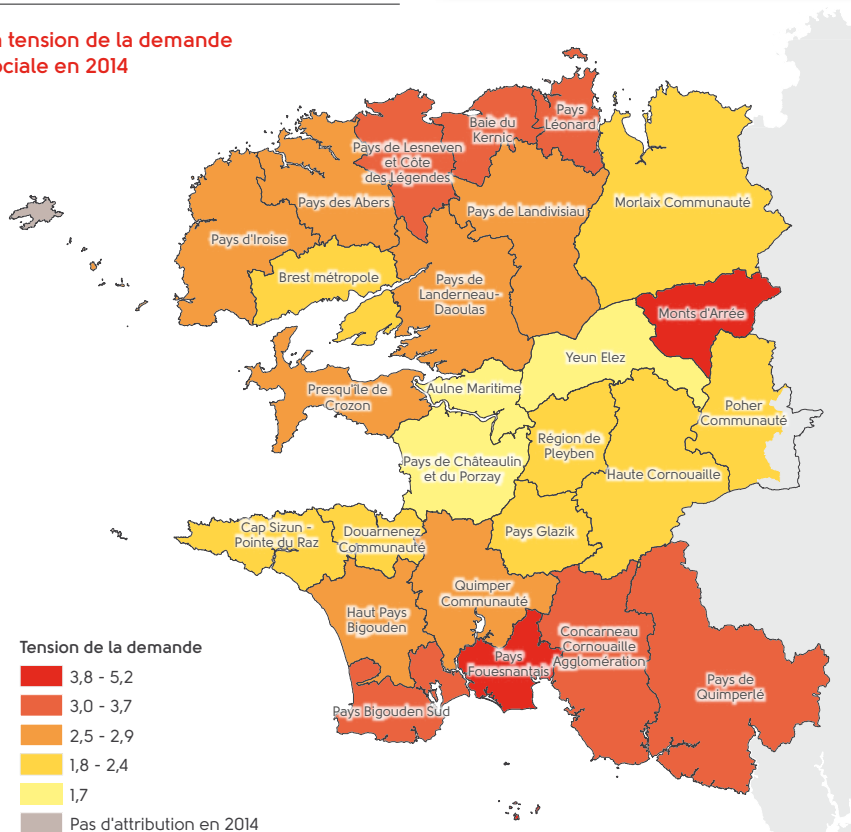 tension de la demande
ociale en 2014
Pays
Léonard
Baie du
Kernic
Pays de Lesneven
et Côte
des Légendes
Pays des Abers
Pays de Landivisiau
Morlaix Communauté
Pays d'Iroise
Brest métropole
Pays de
Landerneau-
Daoulas
Monts d'Arrée
Yeun Elez
Presqu'île de
Crozon
Aulne Maritime
Poher
Communauté
Région de
Pleyben
Pays de Châteaulin
et du Porzay
Haute Cornouaille
Cap Sizun -
Pointe du Raz
Douarnenez
Communauté
Pays Glazik
Quimper
Communauté
Haut Pays
Bigouden
Concarneau
Cornouaille
Agglomération
Pays
Fouesnantais
Pays de
Quimperlé
Pays Bigouden Sud
Tension de la demande
3,8 - 5,2
3,0 - 3,7
2,5 - 2,9
1,8 - 2,4
1,7
Pas d'attribution en 2014